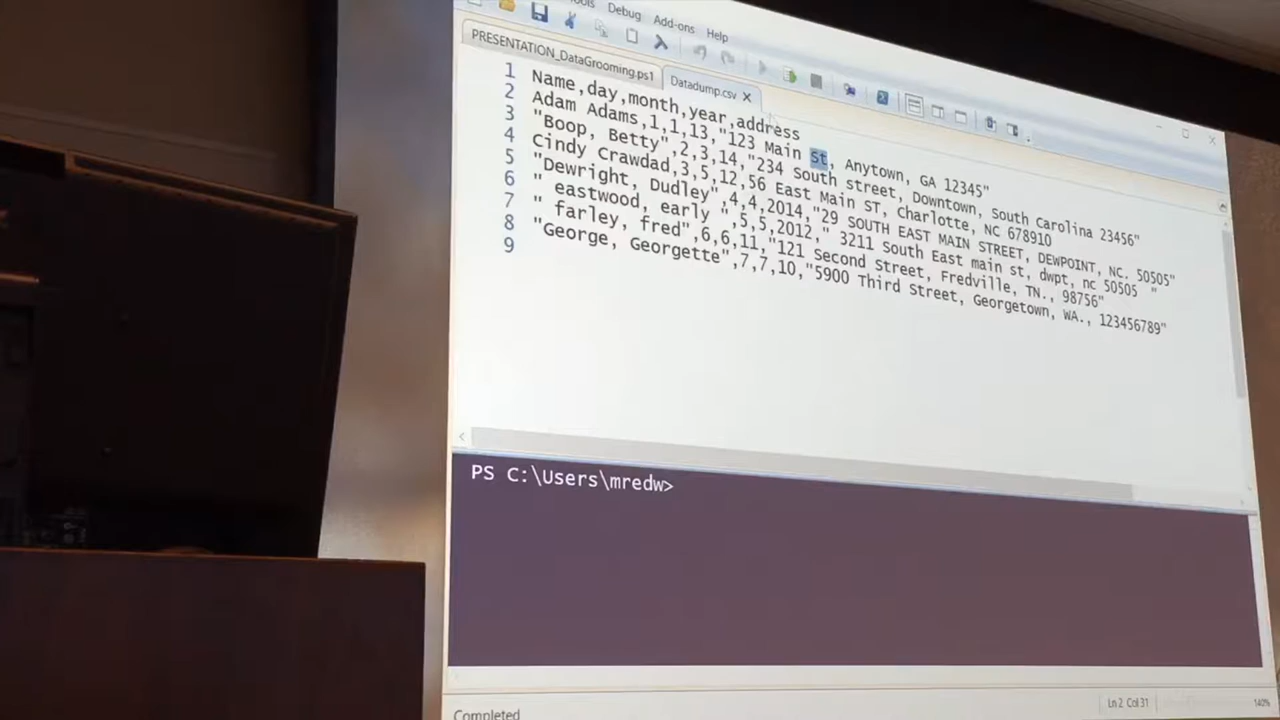 Debug Add-ons Help
PRESENTATION_DataGrooming.ps1 Datadump.csv
1 Name,day,month,year,address
2 Adam Adams,1,1,13,"123 Main St, Anytown, GA 12345"
3 "Boop, Betty",2,3,14,"234 South street, Downtown, South Carolina 23456"
4 Cindy Crawdad,3,5,12,56 East Main ST, Charlotte, NC 678910
5 "Dewright, Dudley",4,4,2014,"29 SOUTH EAST MAIN STREET, DEWPOINT, NC. 50505"
6 " eastwood, early ",5,5,2012," 3211 South East main st, dwpt, nc 50505  "
7 " farley, fred",6,6,11,"121 Second Street, Fredville, TN., 98756"
8 "George, Georgette",7,7,10,"5900 Third Street, Georgetown, WA., 123456789"
9
PS C:\Users\mredw>
Completed Ln 2 Col 31 140%